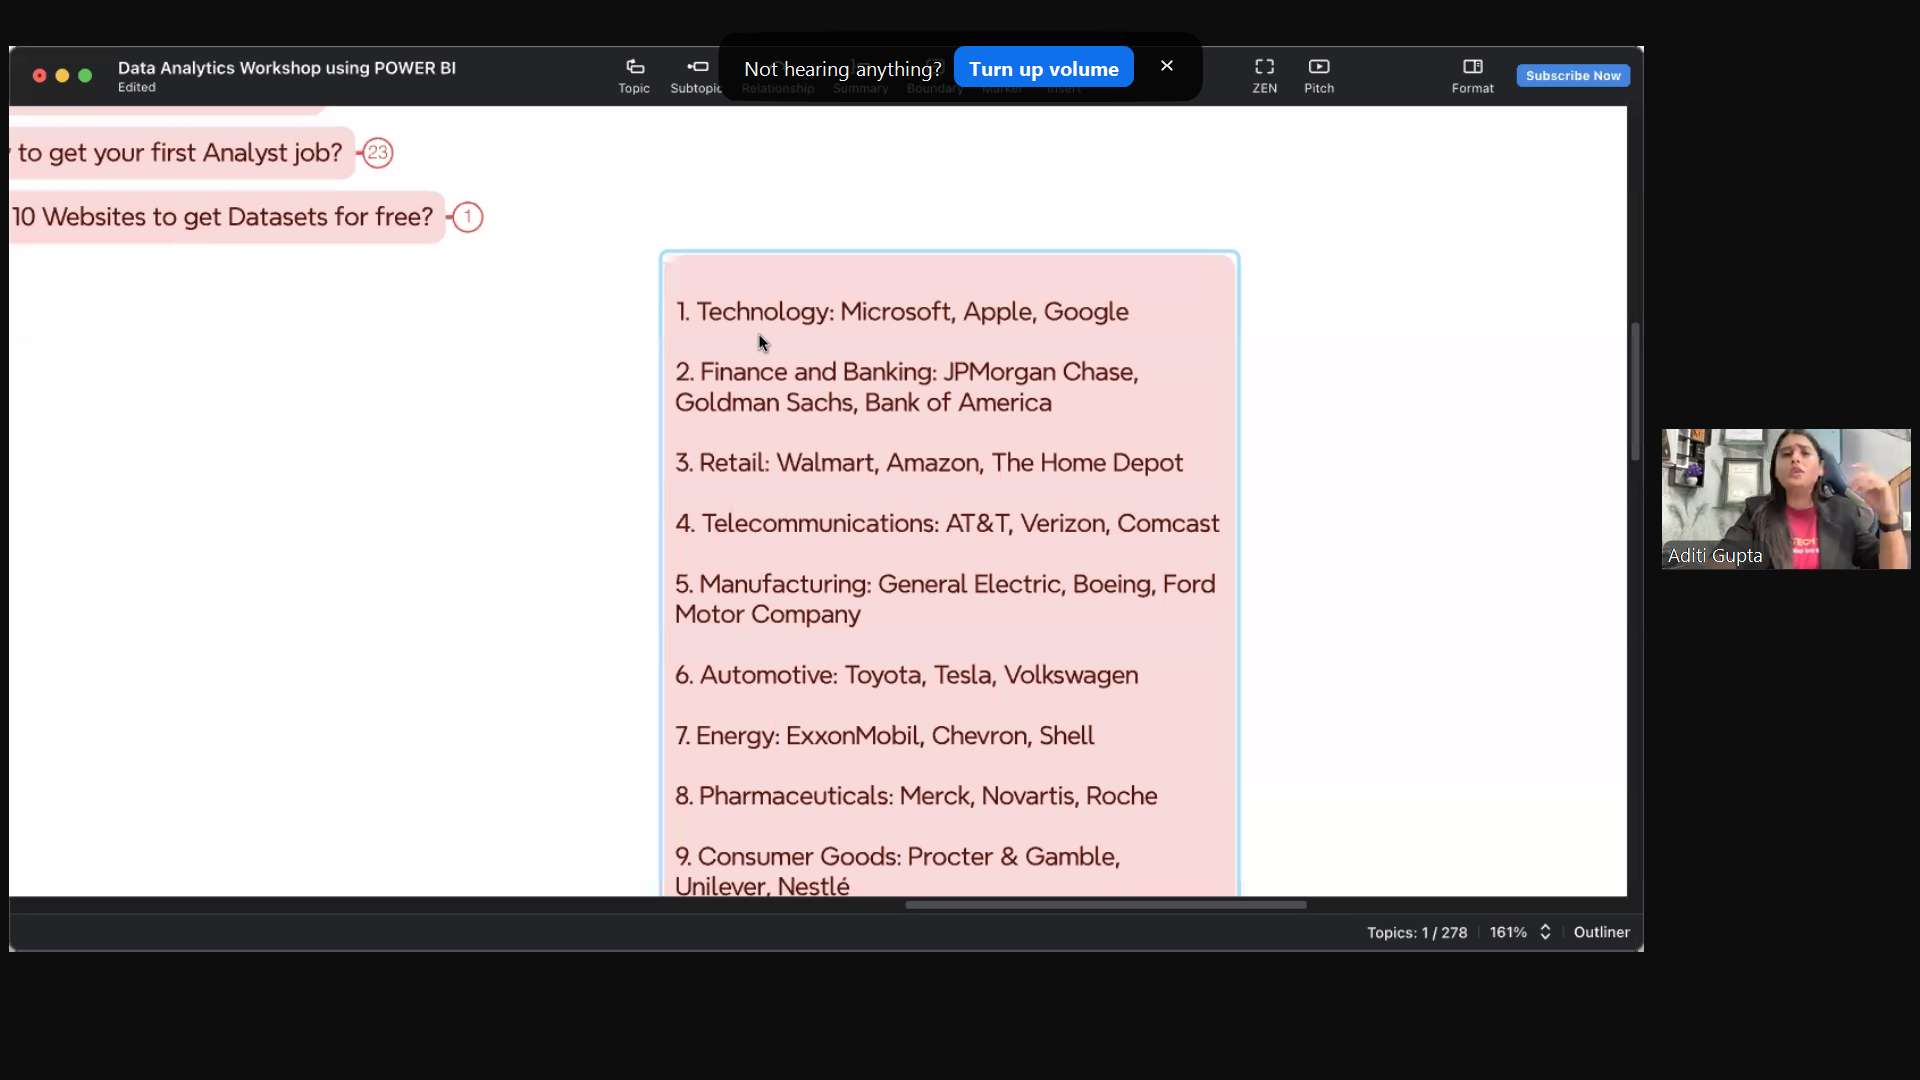 Data Analytics Workshop using POWER BI
Edited
Topic
Subtopic
Relationship
Summary
Boundary
Marker
Insert
Not hearing anything?
Turn up volume
ZEN
Pitch
Format
Subscribe Now
to get your first Analyst job?
23
10 Websites to get Datasets for free?
1
1. Technology: Microsoft, Apple, Google
2. Finance and Banking: JPMorgan Chase,
Goldman Sachs, Bank of America
3. Retail: Walmart, Amazon, The Home Depot
4. Telecommunications: AT&T, Verizon, Comcast
5. Manufacturing: General Electric, Boeing, Ford
Motor Company
6. Automotive: Toyota, Tesla, Volkswagen
7. Energy: ExxonMobil, Chevron, Shell
8. Pharmaceuticals: Merck, Novartis, Roche
9. Consumer Goods: Procter & Gamble,
Unilever, Nestlé
Aditi Gupta
Topics: 1 / 278
161%
Outliner